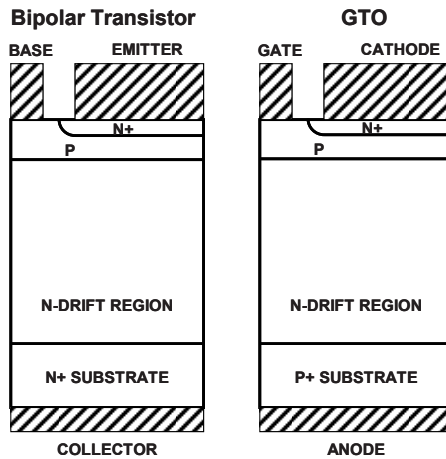 Bipolar Transistor
BASE EMITTER
N+
P
N-DRIFT REGION
N+ SUBSTRATE
COLLECTOR
GTO
GATE CATHODE
N+
P
N-DRIFT REGION
P+ SUBSTRATE
ANODE